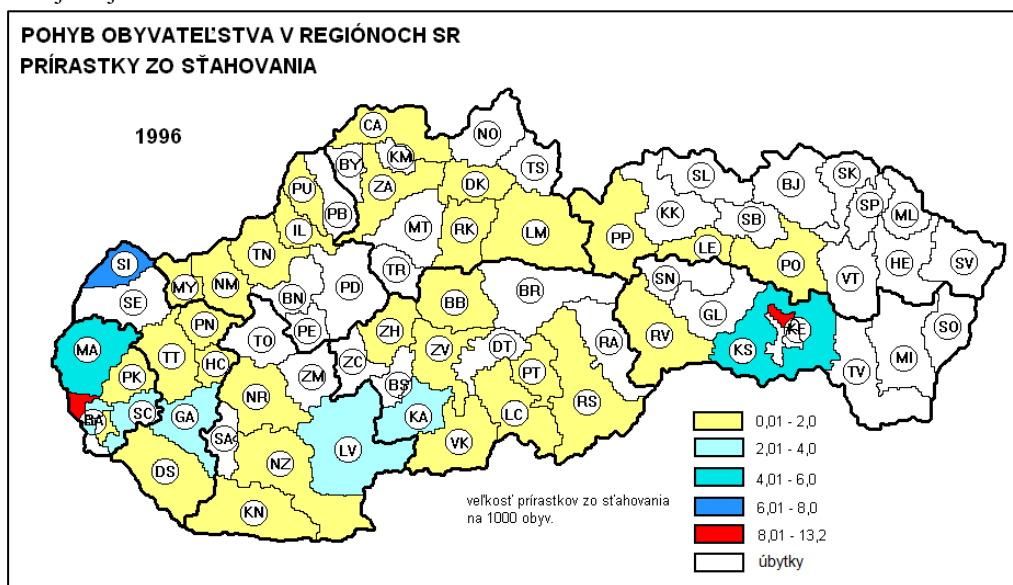 POHYB OBYVATEĽSTVA V REGIÓNOCH SR
PRÍRASTKY ZO SŤAHOVANIA
1996
CA
NO
BY
KM
TS
PU
ZA
DK
PB
IL
MT
RK
LM
TN
SI
SE
MY
NM
BN
PD
TR
PE
PN
TO
MA
TT
HC
PK
ZM
ZC
ZH
BB
BR
ZV
DT
RA
BS
PT
KA
LC
RS
VK
NR
SC
GA
SA
LV
BA
DS
NZ
KN
SL
BJ
SK
SP
ML
KK
SB
PP
LE
PO
VT
HE
SV
SN
GL
RV
KS
KE
TV
MI
SO
0,01 - 2,0
2,01 - 4,0
4,01 - 6,0
6,01 - 8,0
8,01 - 13,2
úbytky
veľkosť prírastkov zo sťahovania
na 1000 obyv.